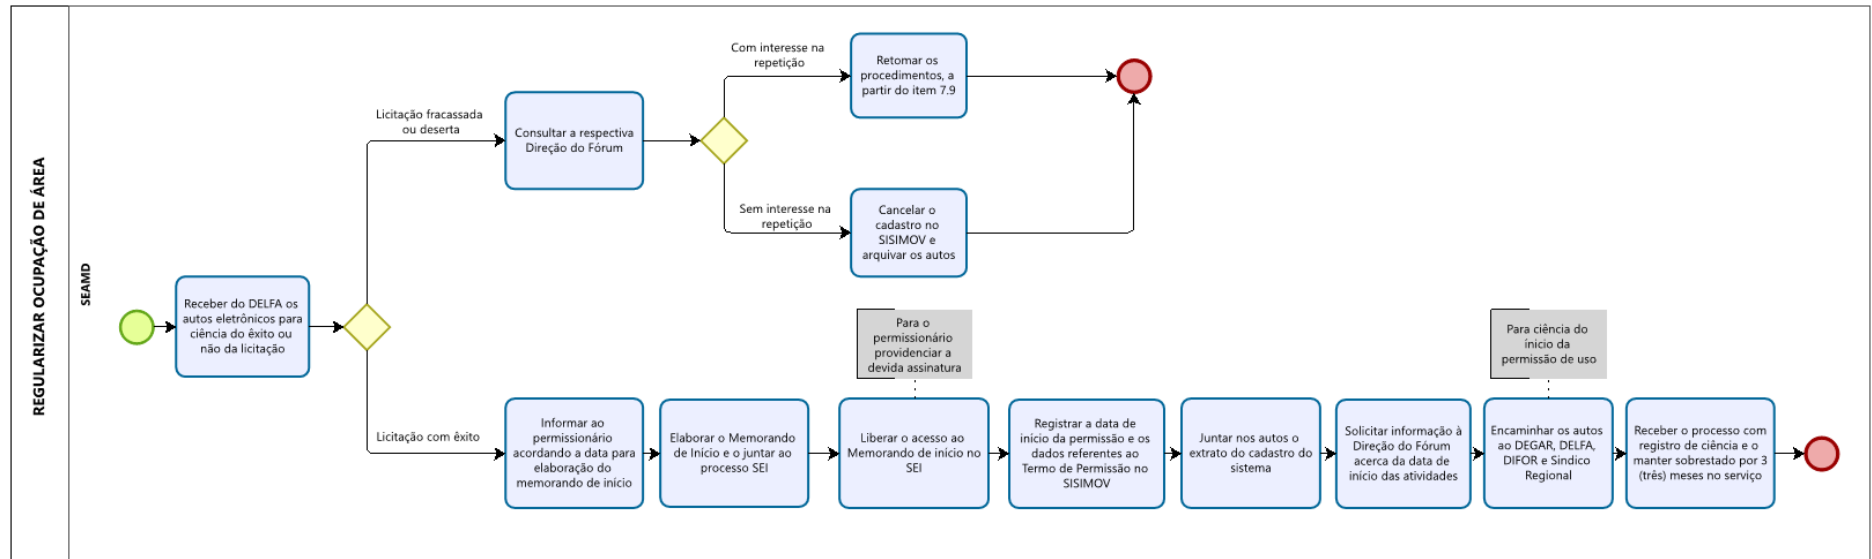 REGULARIZAR OCUPAÇÃO DE ÁREA
SEAMD
Receber do DELFA os
autos eletrônicos para
ciência do êxito ou
não da licitação
Licitação fracassada
ou deserta
Consultar a respectiva
Direção do Fórum
Com interesse na
repetição
Retomar os
procedimentos, a
partir do item 7.9
Sem interesse na
repetição
Cancelar o
cadastro no
SISIMOV e
arquivar os autos
Licitação com êxito
Informar ao
permissionário
acordando a data para
elaboração do
memorando de início
Elaborar o Memorando
de Início e o juntar ao
processo SEI
Para o
permissionário
providenciar a
devida assinatura
Liberar o acesso ao
Memorando de início no
SEI
Registrar a data de
início da permissão e os
dados referentes ao
Termo de Permissão no
SISIMOV
Juntar nos autos o
extrato do cadastro do
sistema
Solicitar informação à
Direção do Fórum
acerca da data de
início das atividades
Para ciência do
ínicio da
permissão de uso
Encaminhar os autos
ao DEGAR, DELFA,
DIFOR e Síndico
Regional
Receber o processo com
registro de ciência e o
manter sobrestado por 3
(três) meses no serviço